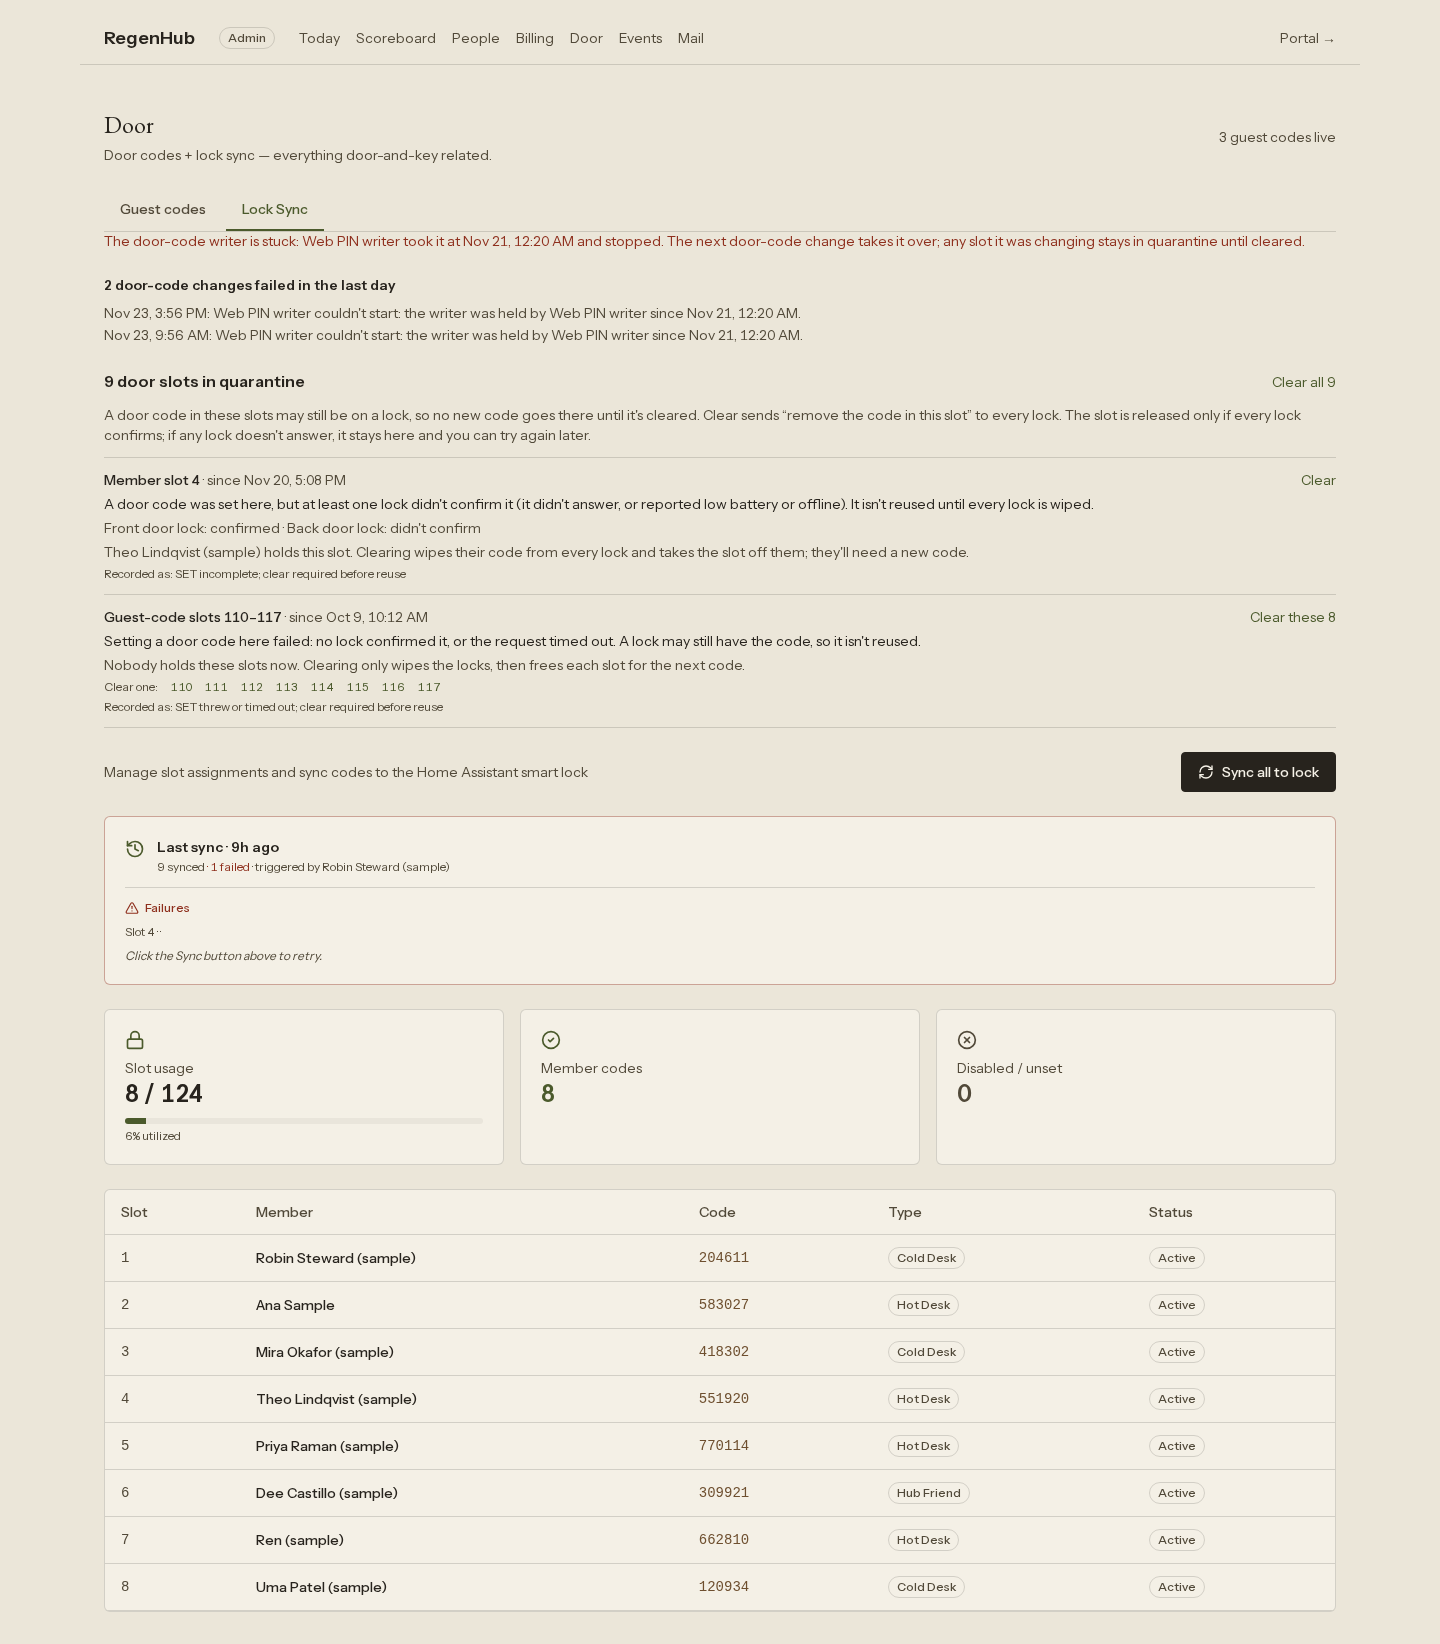 RegenHub
Admin
Today
Scoreboard
People
Billing
Door
Events
Mail
Portal →
Door
Door codes + lock sync — everything door-and-key related.
3 guest codes live
Guest codes
Lock Sync
The door-code writer is stuck: Web PIN writer took it at Nov 21, 12:20 AM and stopped. The next door-code change takes it over; any slot it was changing stays in quarantine until cleared.
2 door-code changes failed in the last day
Nov 23, 3:56 PM: Web PIN writer couldn't start: the writer was held by Web PIN writer since Nov 21, 12:20 AM.
Nov 23, 9:56 AM: Web PIN writer couldn't start: the writer was held by Web PIN writer since Nov 21, 12:20 AM.
9 door slots in quarantine
Clear all 9
A door code in these slots may still be on a lock, so no new code goes there until it's cleared. Clear sends “remove the code in this slot” to every lock. The slot is released only if every lock
confirms; if any lock doesn't answer, it stays here and you can try again later.
Member slot 4 · since Nov 20, 5:08 PM
Clear
A door code was set here, but at least one lock didn't confirm it (it didn't answer, or reported low battery or offline). It isn't reused until every lock is wiped.
Front door lock: confirmed · Back door lock: didn't confirm
Theo Lindqvist (sample) holds this slot. Clearing wipes their code from every lock and takes the slot off them; they'll need a new code.
Recorded as: SET incomplete; clear required before reuse
Guest-code slots 110–117 · since Oct 9, 10:12 AM
Clear these 8
Setting a door code here failed: no lock confirmed it, or the request timed out. A lock may still have the code, so it isn't reused.
Nobody holds these slots now. Clearing only wipes the locks, then frees each slot for the next code.
Clear one: 110 111 112 113 114 115 116 117
Recorded as: SET threw or timed out; clear required before reuse
Manage slot assignments and sync codes to the Home Assistant smart lock
Sync all to lock
Last sync · 9h ago
9 synced · 1 failed · triggered by Robin Steward (sample)
Failures
Slot 4 · ·
Click the Sync button above to retry.
Slot usage
8 / 124
6% utilized
Member codes
8
Disabled / unset
0
Slot Member Code Type Status
1 Robin Steward (sample) 204611 Cold Desk Active
2 Ana Sample 583027 Hot Desk Active
3 Mira Okafor (sample) 418302 Cold Desk Active
4 Theo Lindqvist (sample) 551920 Hot Desk Active
5 Priya Raman (sample) 770114 Hot Desk Active
6 Dee Castillo (sample) 309921 Hub Friend Active
7 Ren (sample) 662810 Hot Desk Active
8 Uma Patel (sample) 120934 Cold Desk Active